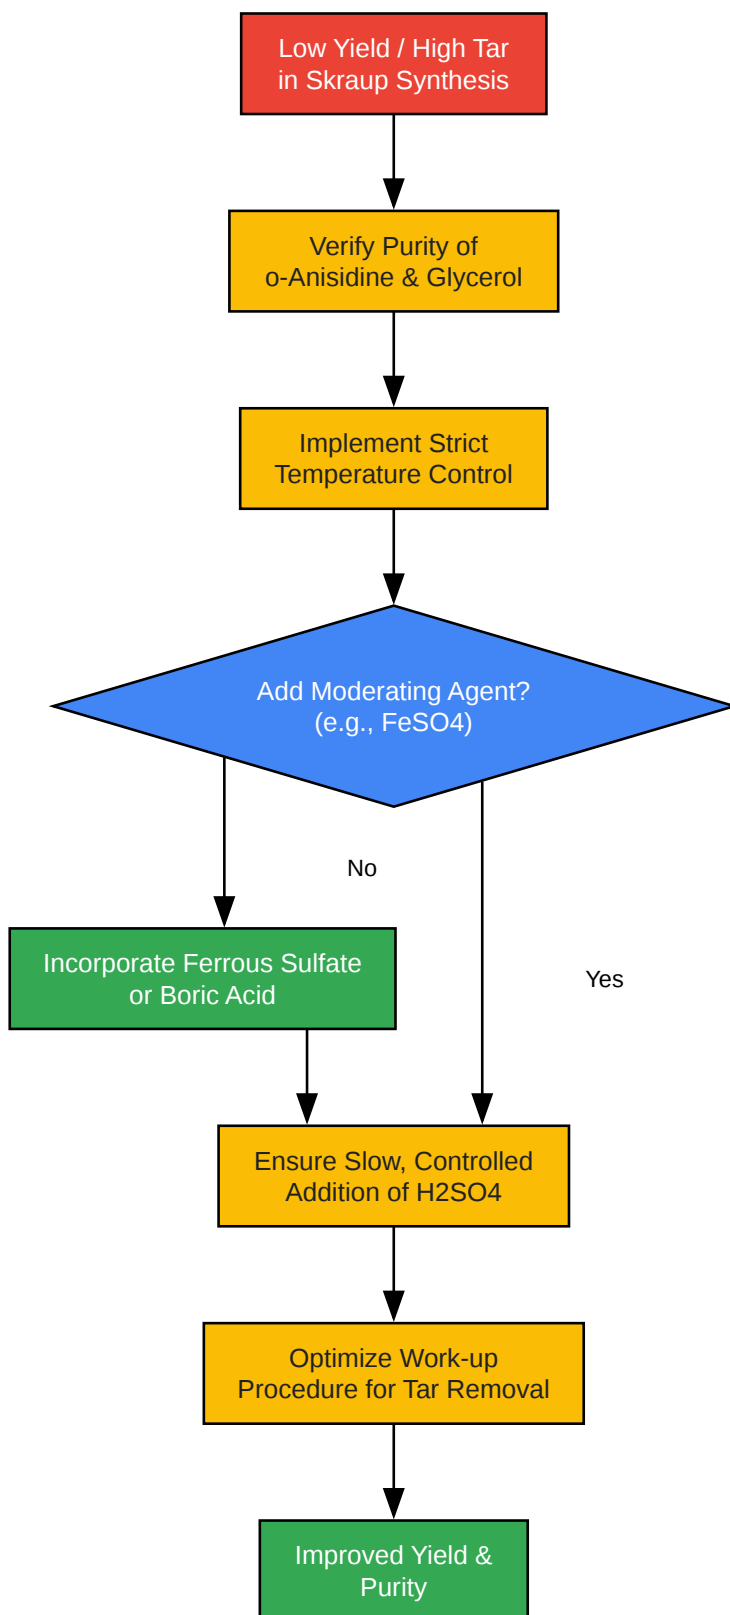 Low Yield / High Tar
in Skraup Synthesis
Verify Purity of
o-Anisidine & Glycerol
Implement Strict
Temperature Control
Add Moderating Agent?
(e.g., FeSO4)
No
Incorporate Ferrous Sulfate
or Boric Acid
Yes
Ensure Slow, Controlled
Addition of H2SO4
Optimize Work-up
Procedure for Tar Removal
Improved Yield &
Purity